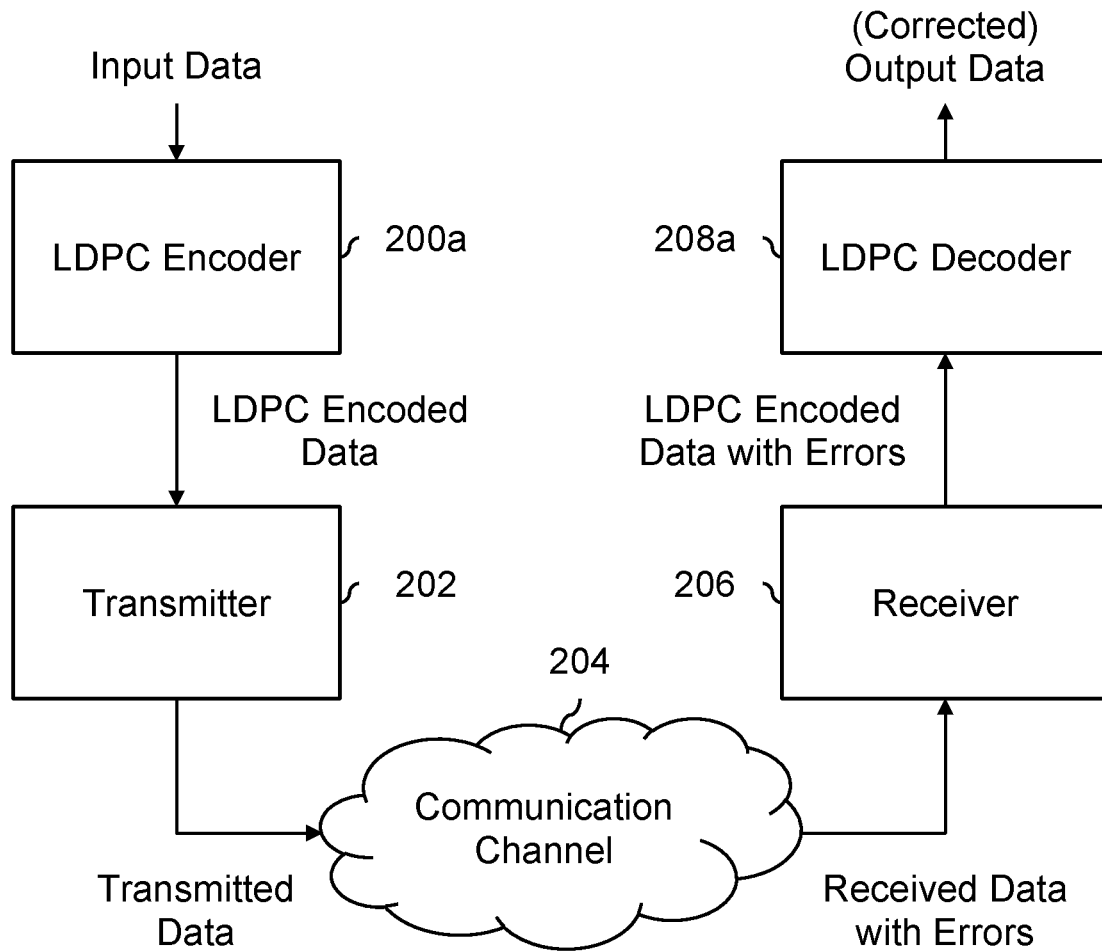 Input Data
LDPC Encoder
200a
LDPC Encoded
Data
Transmitter
202
Transmitted
Data
204
Communication
Channel
Received Data
with Errors
206
Receiver
LDPC Encoded
Data with Errors
208a
LDPC Decoder
(Corrected)
Output Data